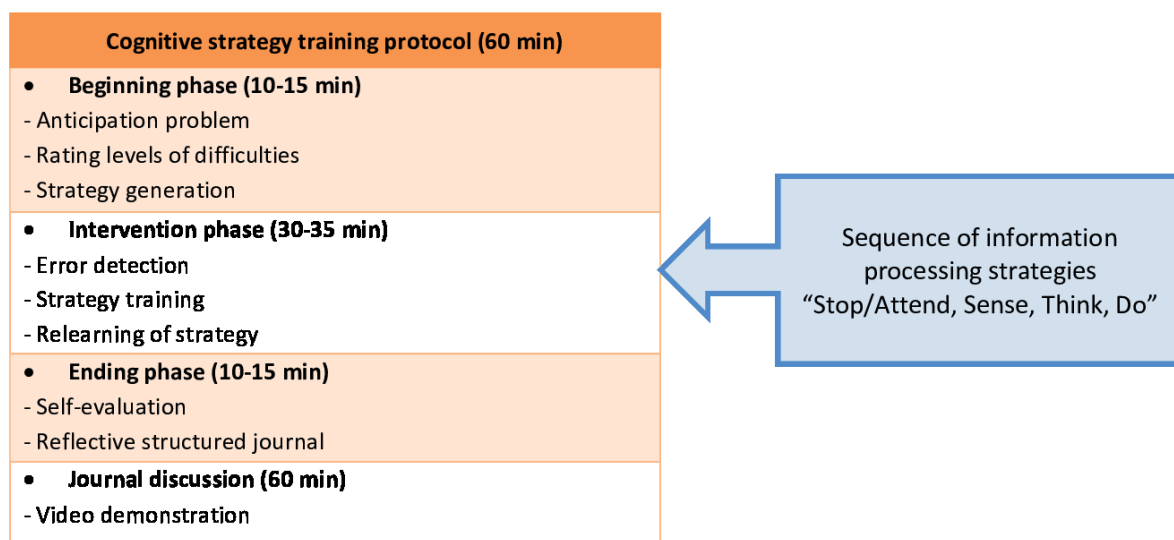 Cognitive strategy training protocol (60 min)
• Beginning phase (10-15 min)
- Anticipation problem
- Rating levels of difficulties
- Strategy generation
• Intervention phase (30-35 min)
- Error detection
- Strategy training
- Relearning of strategy
• Ending phase (10-15 min)
- Self-evaluation
- Reflective structured journal
• Journal discussion (60 min)
- Video demonstration
Sequence of information
processing strategies
“Stop/Attend, Sense, Think, Do”